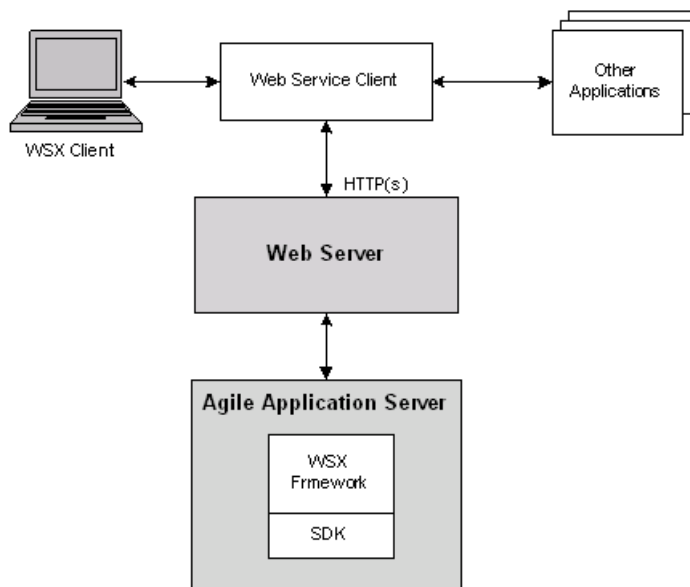 Web Service Client
Other
Applications
WSX Client
HTTP(s)
Web Server
Agile Application Server
WSX
Frmework
SDK